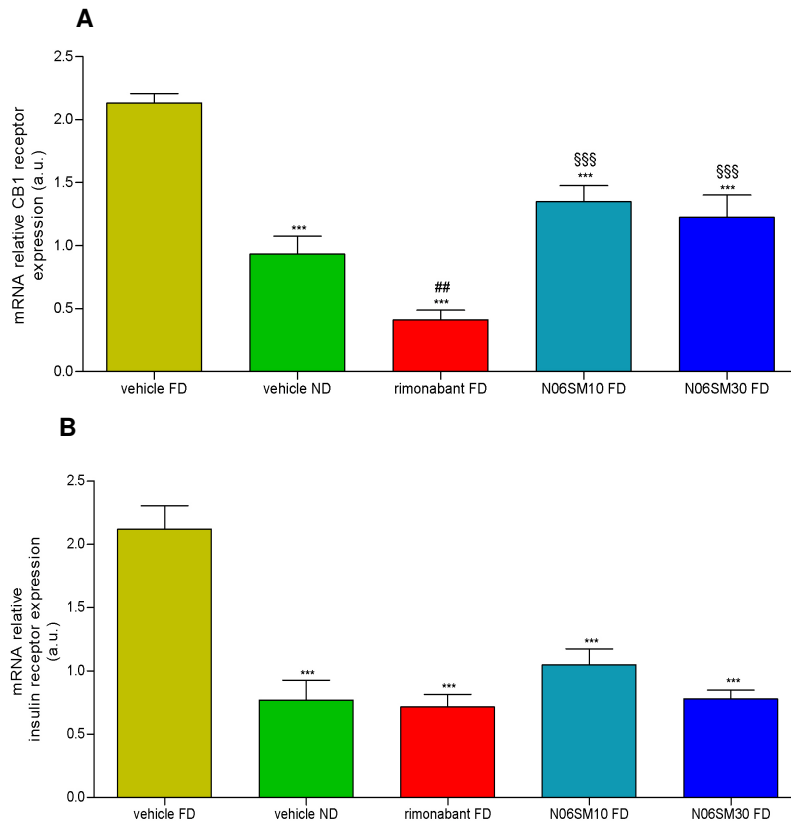 A
mRNA relative CB1 receptor
expression (a.u.)
2.5
2.0
1.5
1.0
0.5
0.0
***
##
***
§§§
***
§§§
***
vehicle FD
vehicle ND
rimonabant FD
N06SM10 FD
N06SM30 FD
B
mRNA relative
insulin receptor expression
(a.u.)
2.5
2.0
1.5
1.0
0.5
0.0
***
***
***
***
vehicle FD
vehicle ND
rimonabant FD
N06SM10 FD
N06SM30 FD